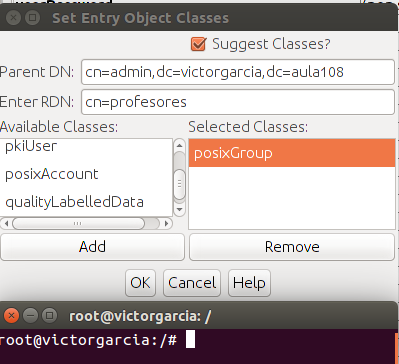 Set Entry Object Classes
Suggest Classes?
Parent DN: cn=admin,dc=victorgarcia,dc=aula108
Enter RDN: cn=profesores
Available Classes: Selected Classes:
pkiUser
posixAccount
qualityLabelledData
posixGroup
Add Remove
OK Cancel Help
root@victorgarcia: /
root@victorgarcia:/#